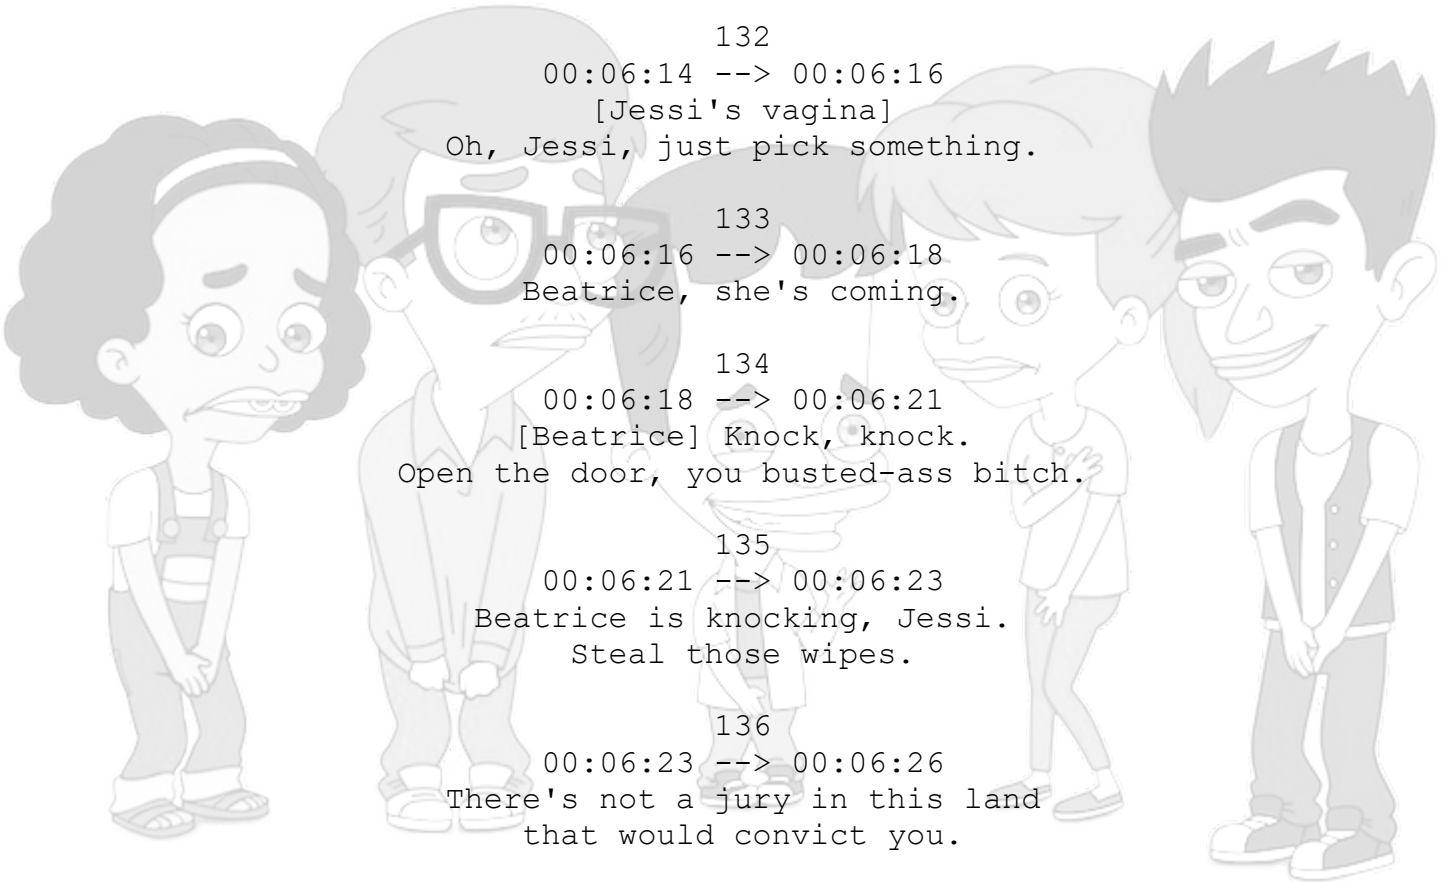 132
00:06:14 --> 00:06:16
[Jessi's vagina]
Oh, Jessi, just pick something.
133
00:06:16 --> 00:06:18
Beatrice, she's coming.
134
00:06:18 --> 00:06:21
[Beatrice] Knock, knock.
Open the door, you busted-ass bitch.
135
00:06:21 --> 00:06:23
Beatrice is knocking, Jessi.
Steal those wipes.
136
00:06:23 --> 00:06:26
There's not a jury in this land
that would convict you.